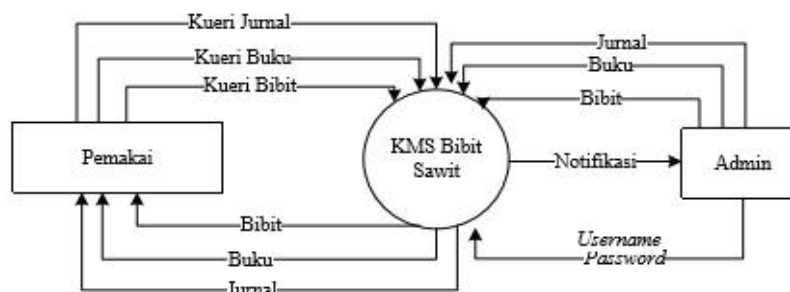 Kueri Jurnal
Kueri Buku
Kueri Bibit
Jurnal
Buku
Bibit
Pemakai
KMS Bibit
Sawit
Notifikasi
Admin
Bibit
Buku
Jurnal
Username
Password